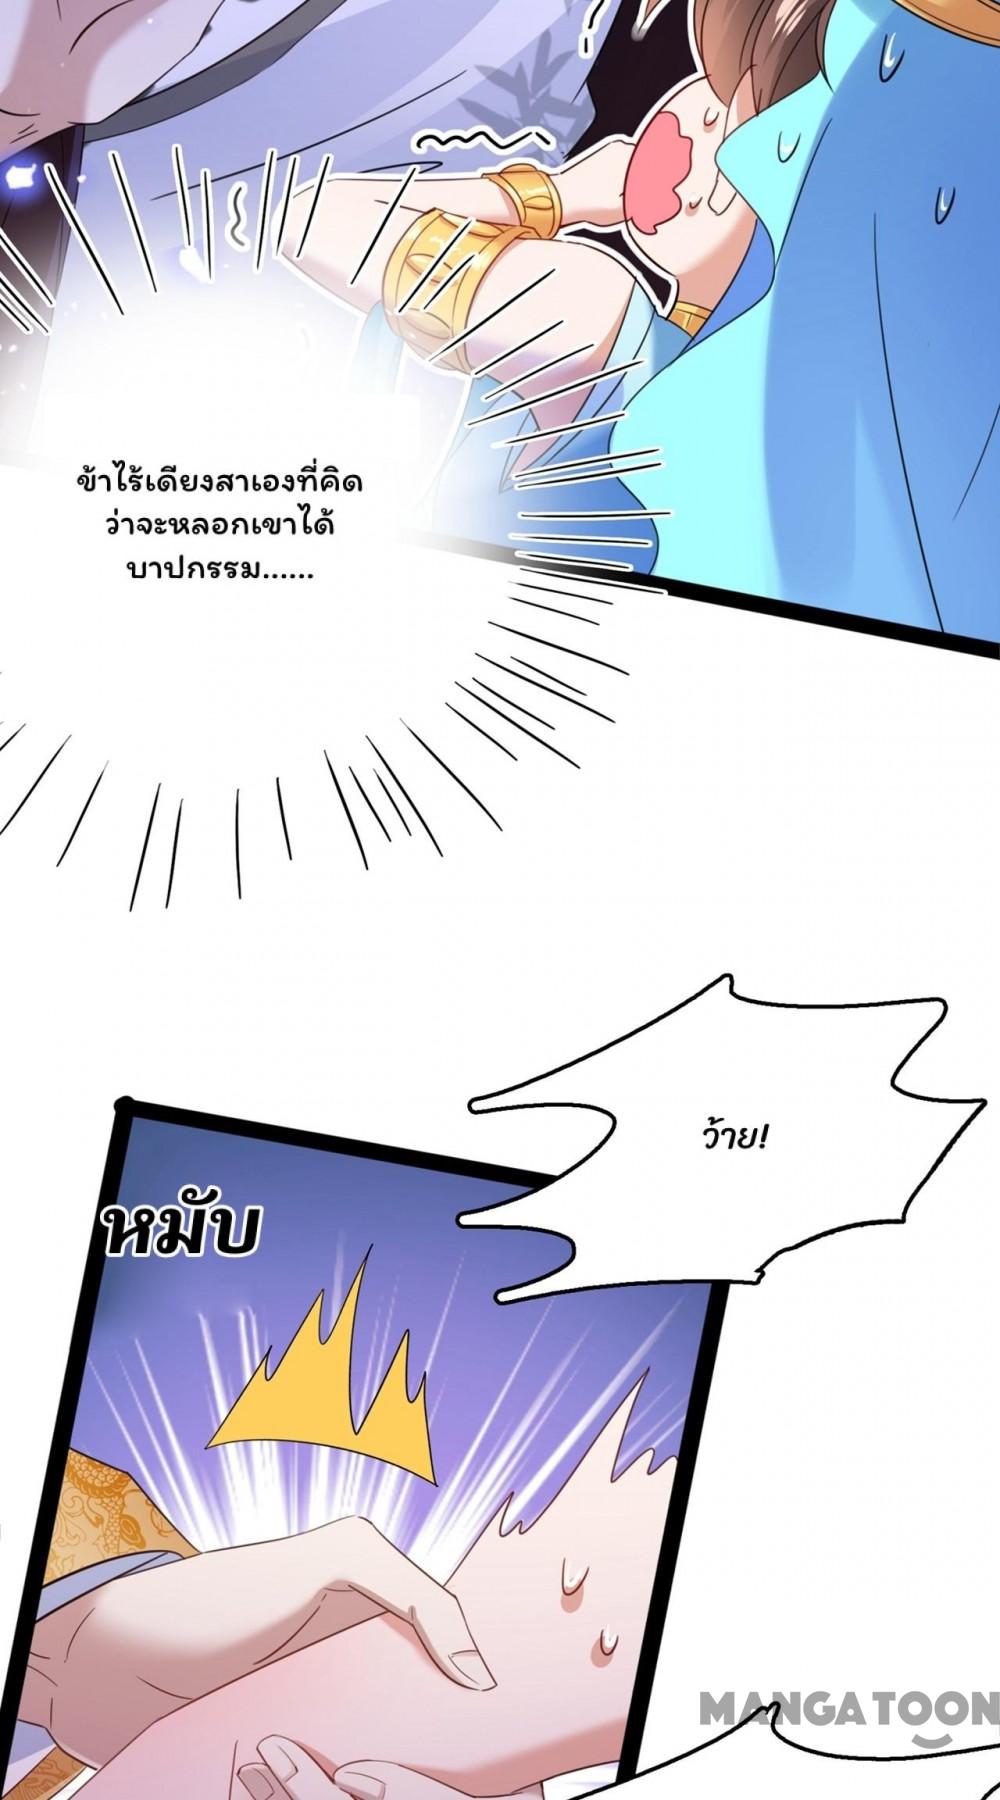 ข้าไร้เดียงสาเองที่คิด
ว่าจะหลอกเขาได้
บาปกรรม......
ว้าย!
หมับ
MANGATOON